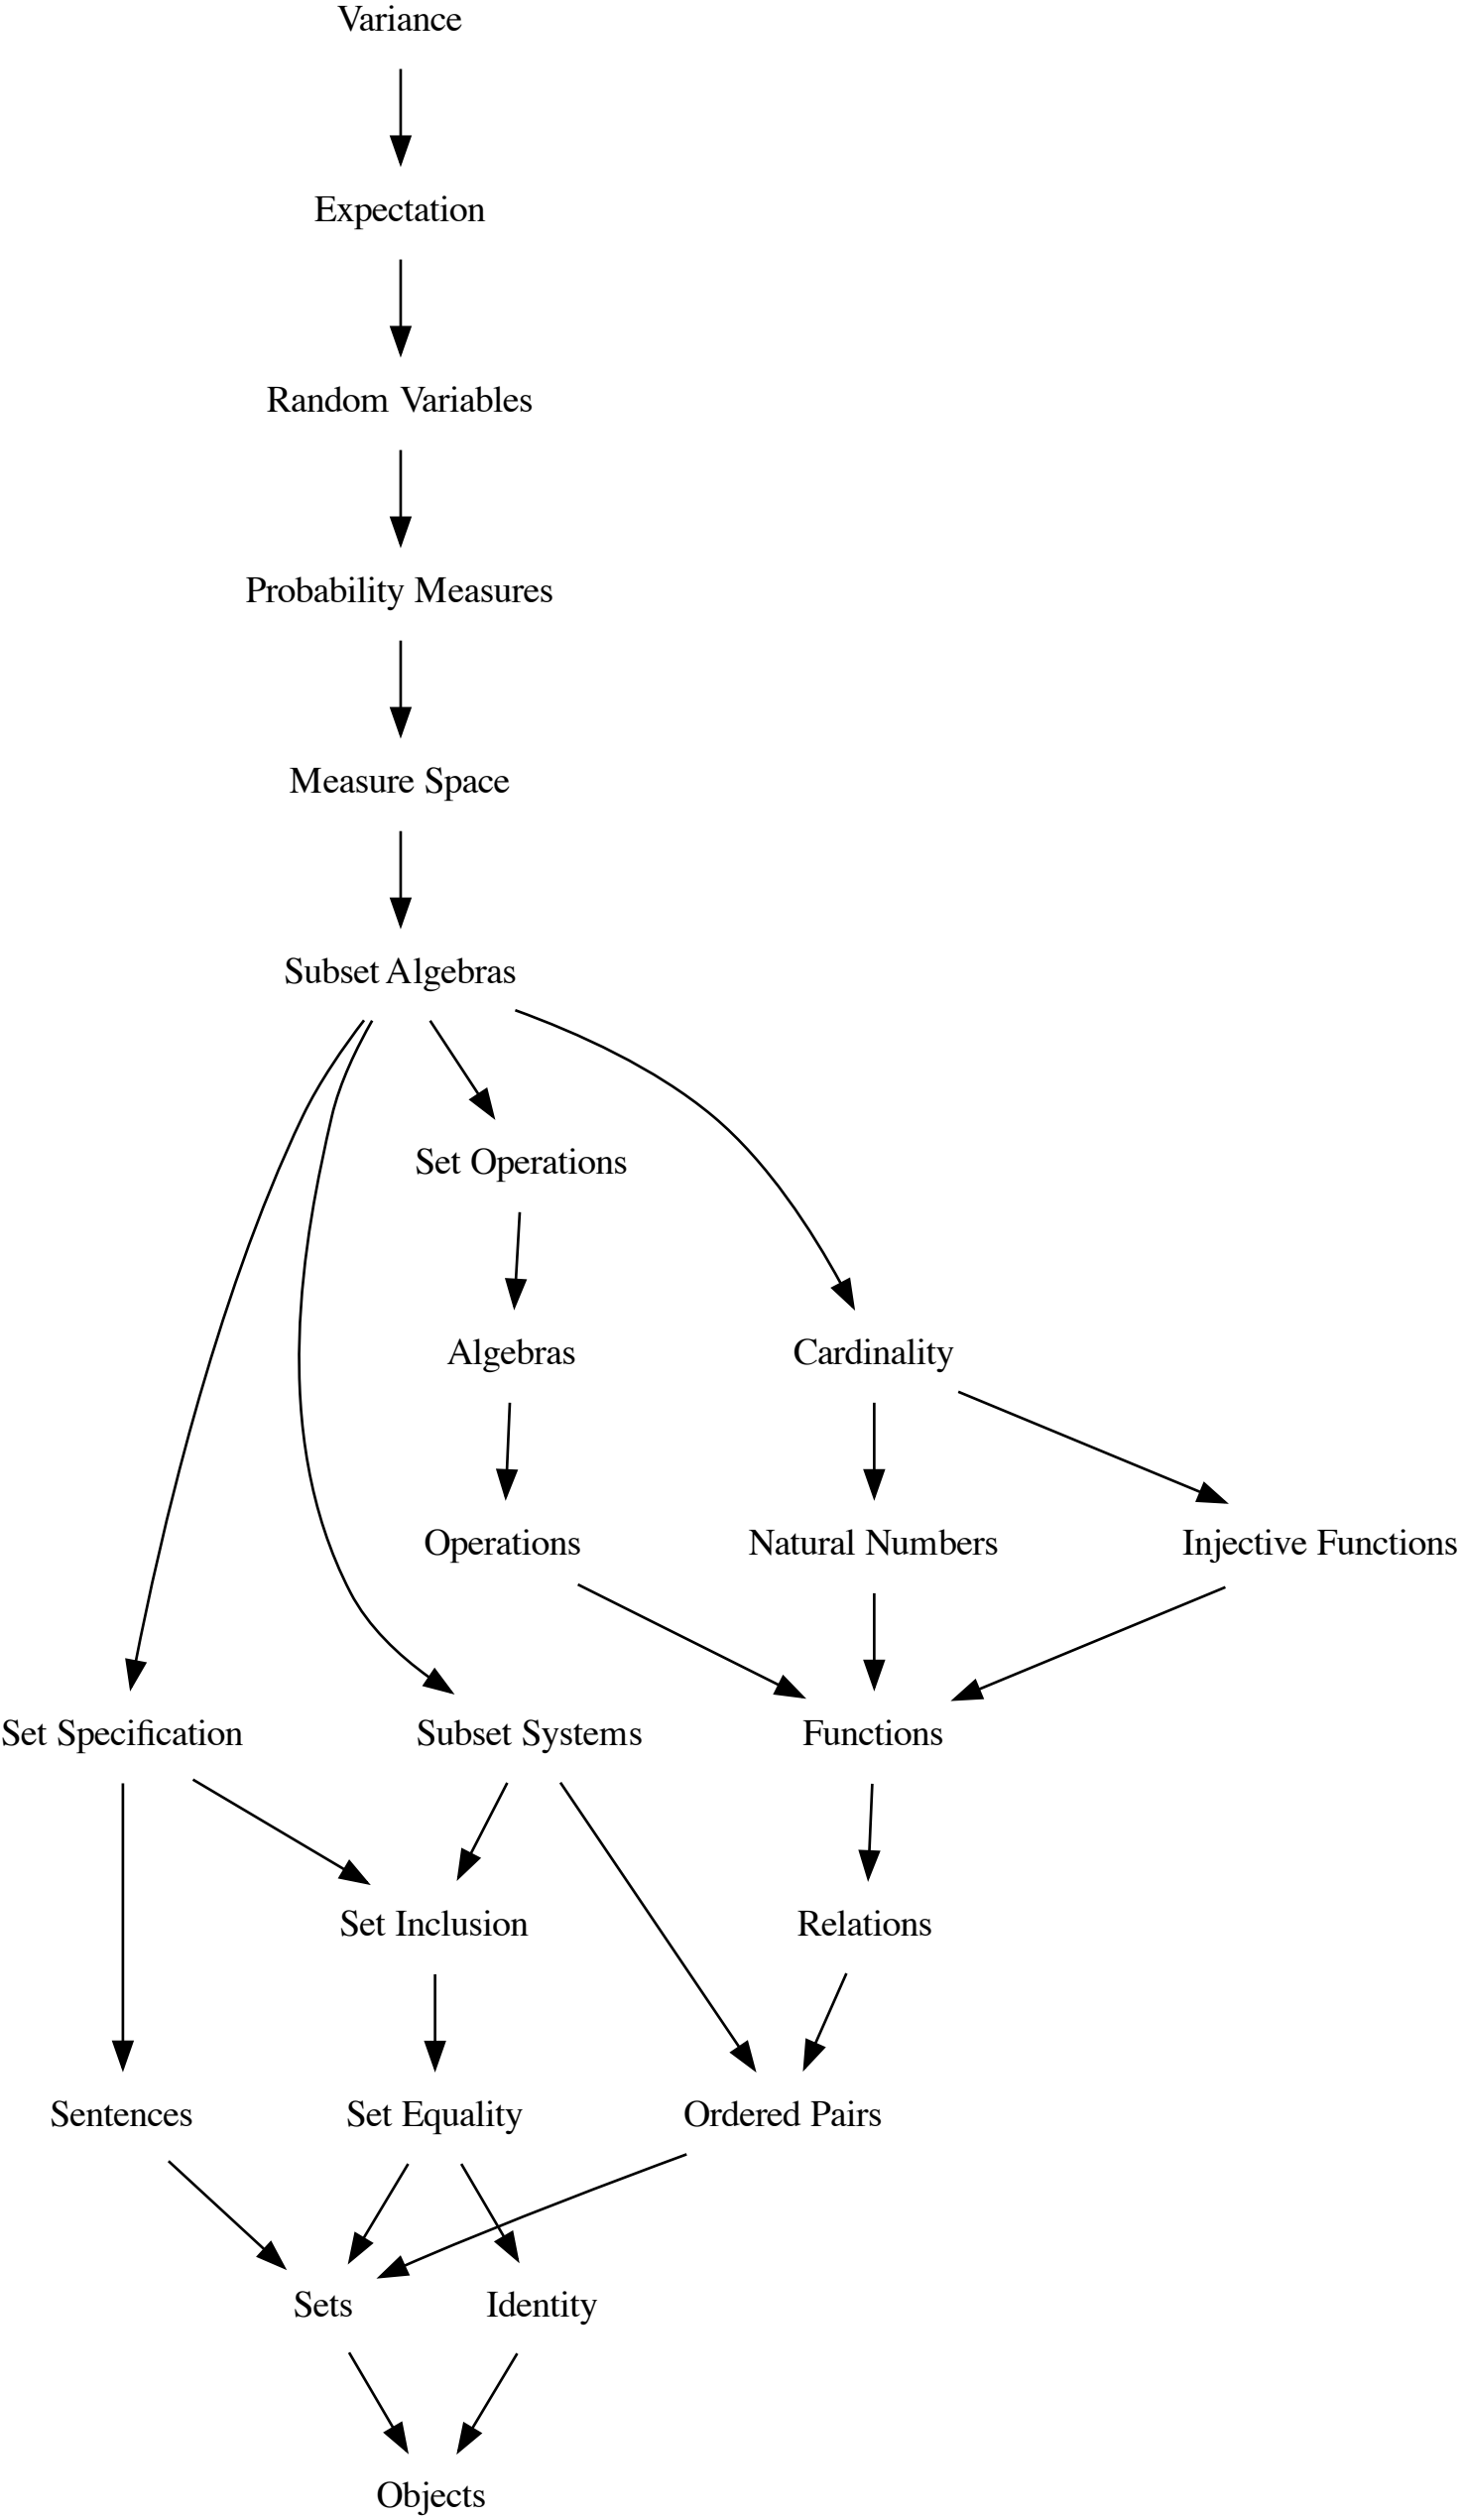 Variance
Expectation
Random Variables
Probability Measures
Measure Space
Subset Algebras
Set Operations
Algebras
Cardinality
Operations
Natural Numbers
Injective Functions
Set Specification
Subset Systems
Functions
Set Inclusion
Relations
Sentences
Set Equality
Ordered Pairs
Sets
Identity
Objects